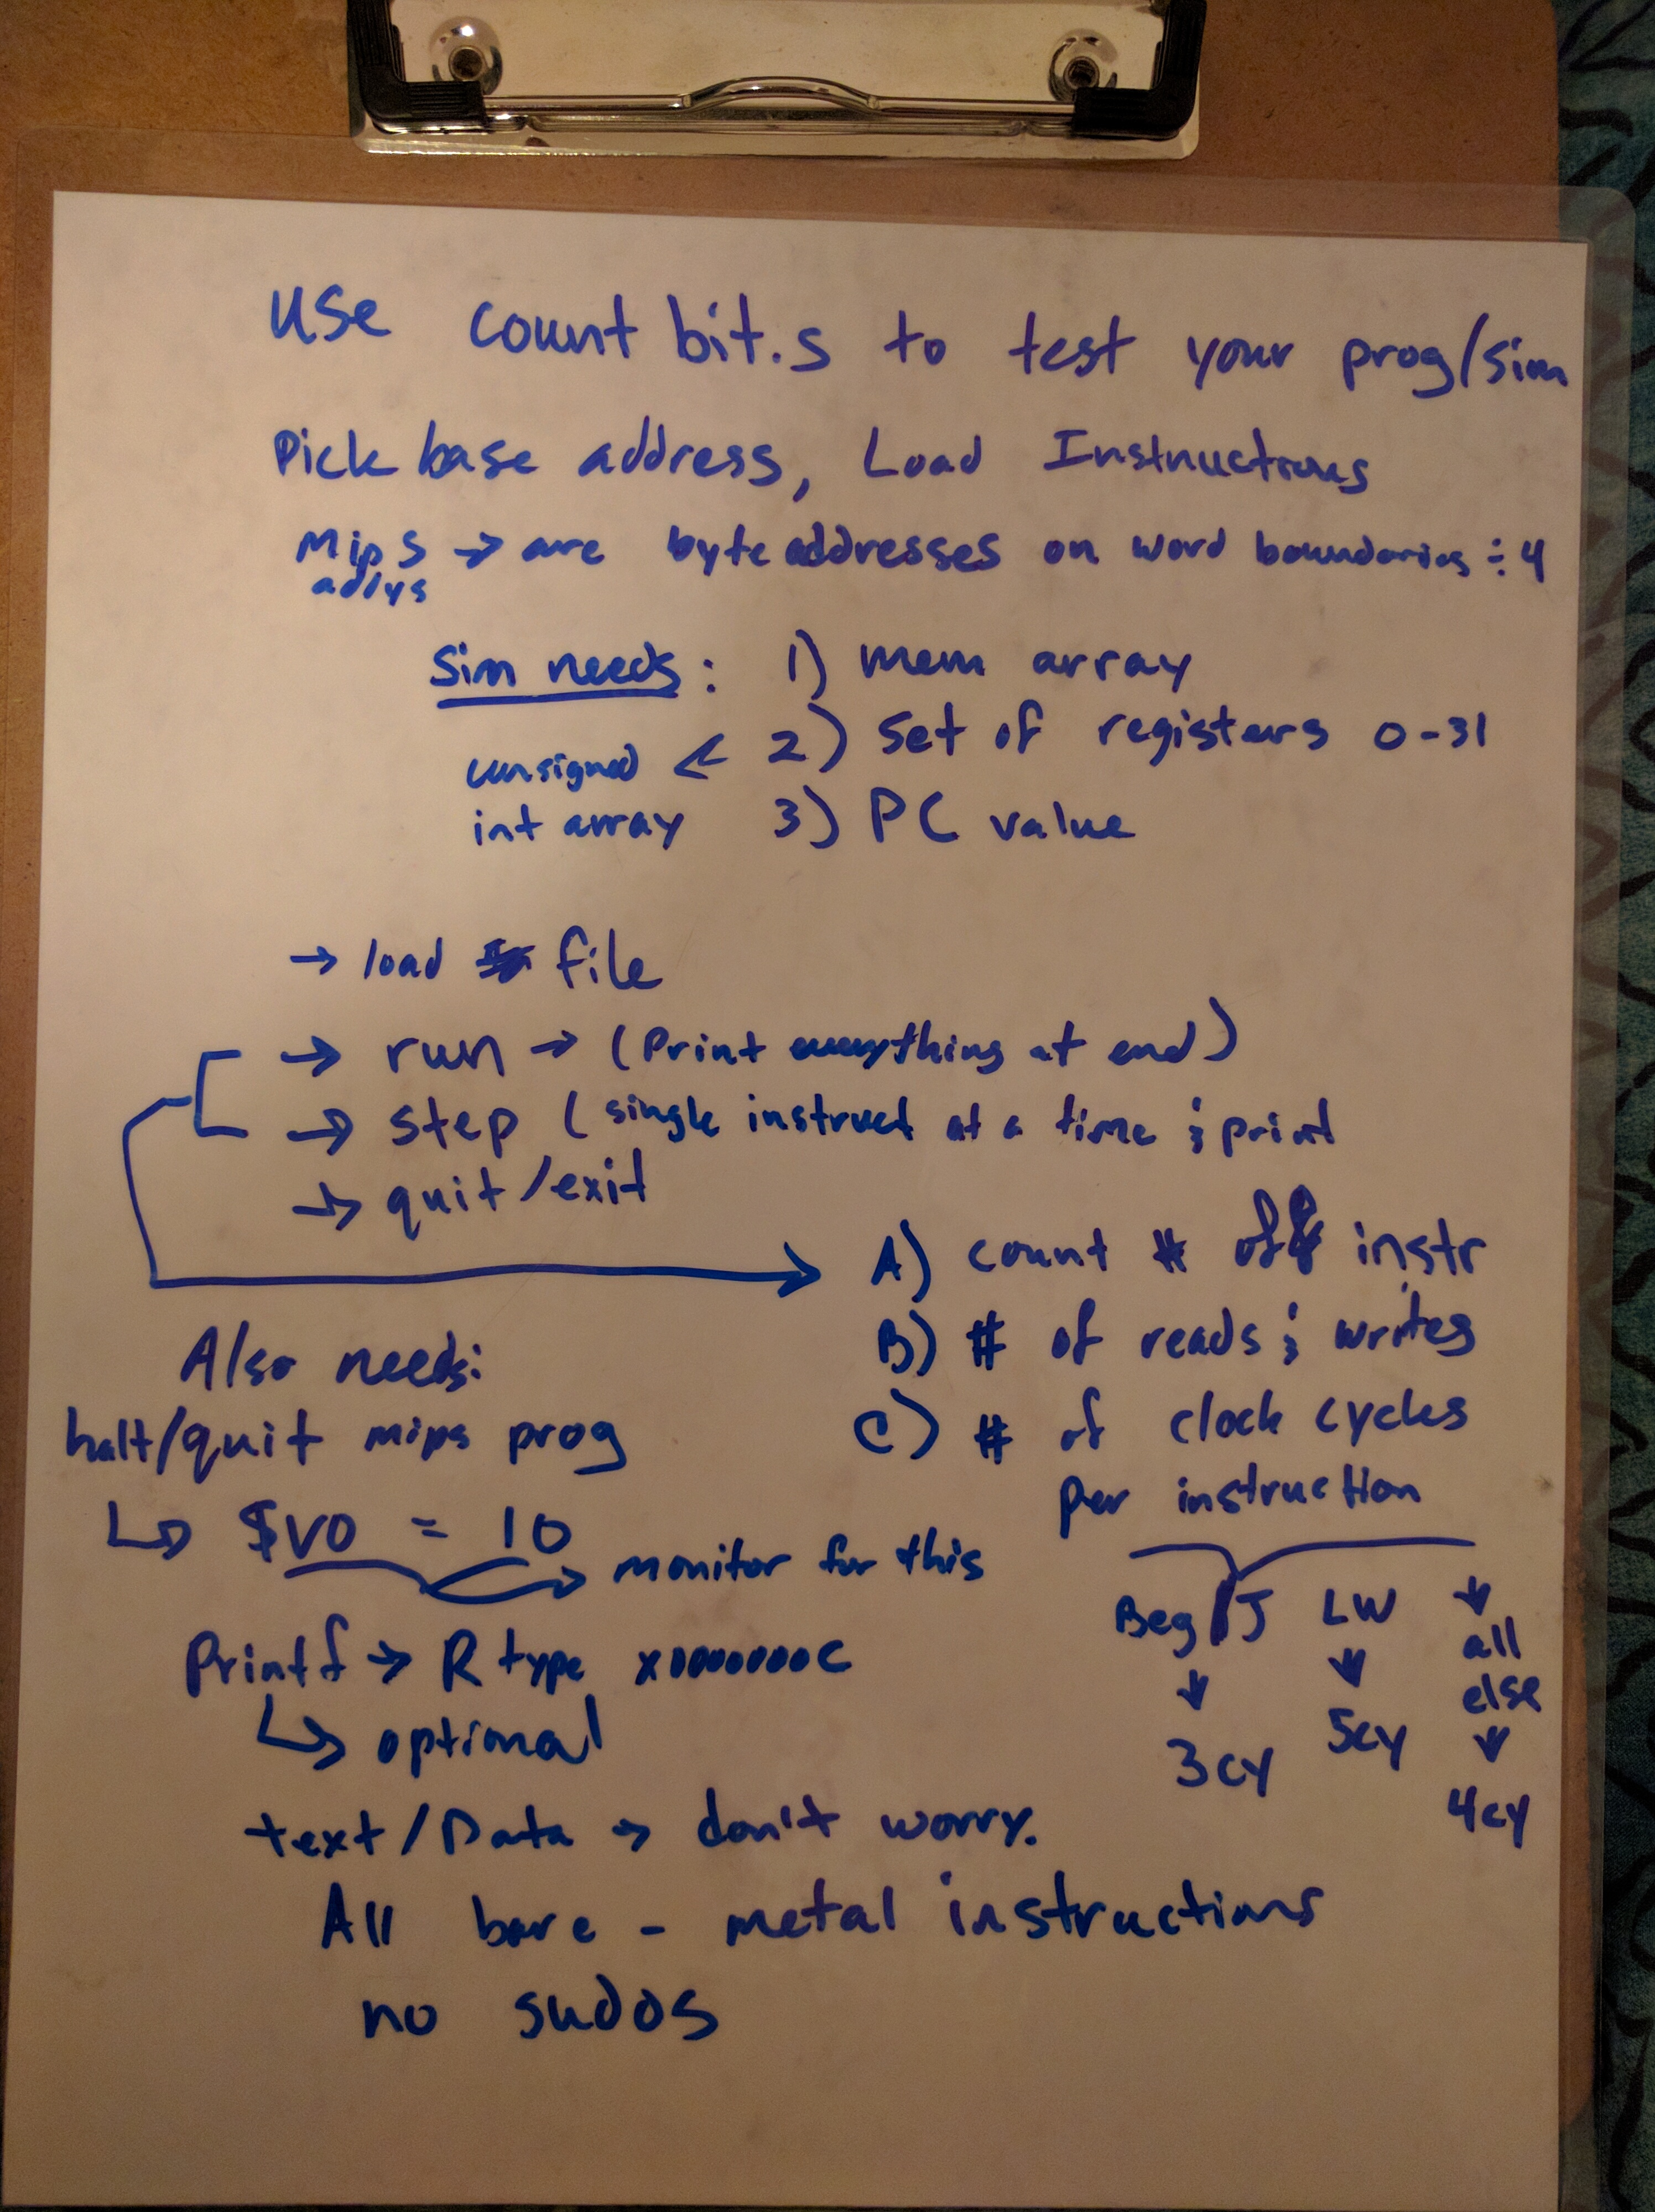 Use count bit.s to test your prog/sim
Pick base address, Load Instructions
Mips → are byte addresses on word boundaries ÷ 4
Sim needs: 1) mem array
2) set of registers 0-31
unsigned
int array
3) PC value
→ load file
→ run → (Print everything at end)
→ step (single instruct at a time & print
→ quit/exit
A) count # of instr
B) # of reads & writes
C) # of clock cycles
per instruction
Beq/J LW all
else
3cy 5cy 4cy
Also needs:
halt/quit mips prog
$V0 = 10
monitor for this
Printf → R type x0000000C
optional
text/Data → don't worry.
All bare - metal instructions
no sudos